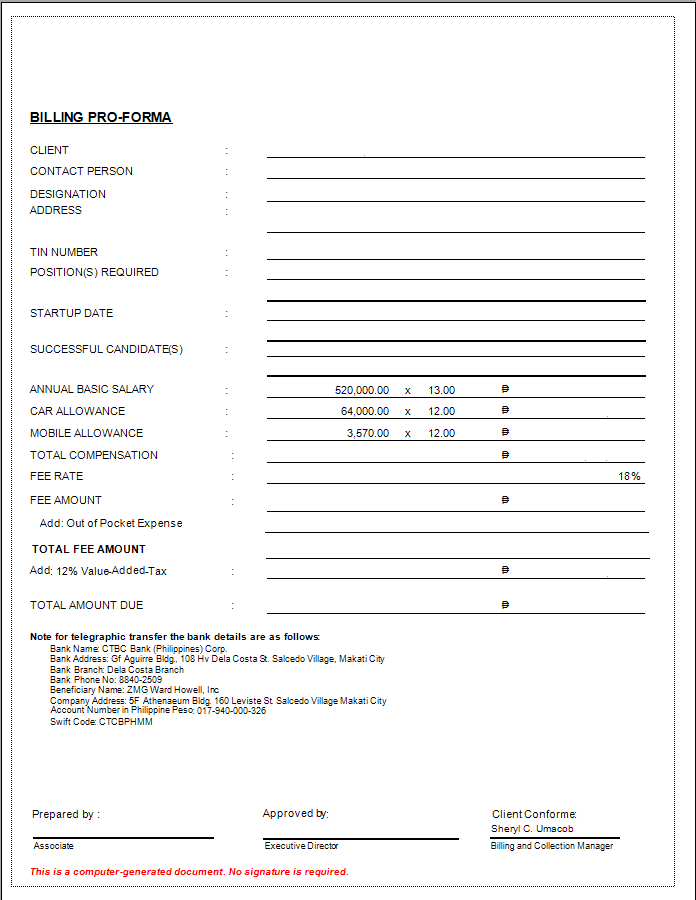 BILLING PRO-FORMA
CLIENT :
CONTACT PERSON :
DESIGNATION :
ADDRESS :
TIN NUMBER :
POSITION(S) REQUIRED :
STARTUP DATE :
SUCCESSFUL CANDIDATE(S) :
ANNUAL BASIC SALARY : 520,000.00 x 13.00 ₱
CAR ALLOWANCE : 64,000.00 x 12.00 ₱
MOBILE ALLOWANCE : 3,570.00 x 12.00 ₱
TOTAL COMPENSATION : ₱
FEE RATE : 18%
FEE AMOUNT : ₱
Add: Out of Pocket Expense
TOTAL FEE AMOUNT
Add: 12% Value-Added-Tax : ₱
TOTAL AMOUNT DUE : ₱
Note for telegraphic transfer the bank details are as follows:
Bank Name: CTBC Bank (Philippines) Corp.
Bank Address: Gf Aguirre Bldg., 108 Hv Dela Costa St. Salcedo Village, Makati City
Bank Branch: Dela Costa Branch
Bank Phone No: 8840-2509
Beneficiary Name: ZMG Ward Howell, Inc.
Company Address: 5F Athenaeum Bldg. 160 Leviste St. Salcedo Village Makati City
Account Number in Philippine Peso: 017-940-000-326
Swift Code: CTCBPHMM
Prepared by : Approved by: Client Conforme:
Sheryl C. Umacob
Associate Executive Director Billing and Collection Manager
This is a computer-generated document. No signature is required.